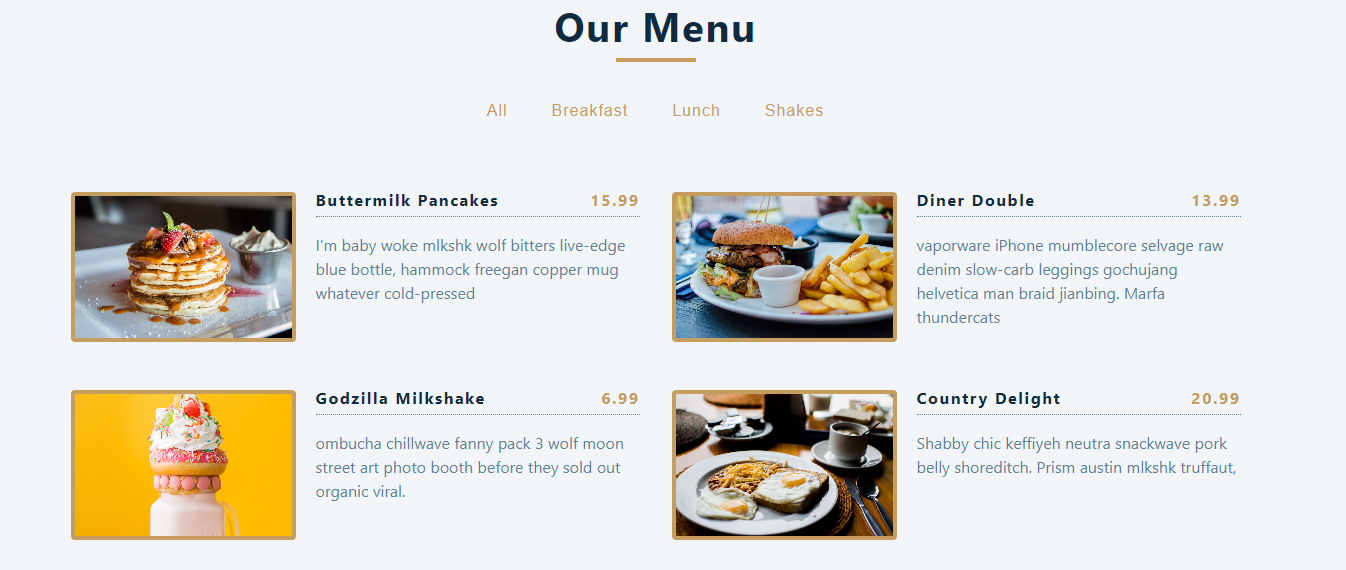 Our Menu
All Breakfast Lunch Shakes
Buttermilk Pancakes 15.99
I'm baby woke mlkshk wolf bitters live-edge
blue bottle, hammock freegan copper mug
whatever cold-pressed
Diner Double 13.99
vaporware iPhone mumblecore selvage raw
denim slow-carb leggings gochujang
helvetica man braid jianbing. Marfa
thundercats
Godzilla Milkshake 6.99
ombucha chillwave fanny pack 3 wolf moon
street art photo booth before they sold out
organic viral.
Country Delight 20.99
Shabby chic keffiyeh neutra snackwave pork
belly shoreditch. Prism austin mlkshk truffaut,